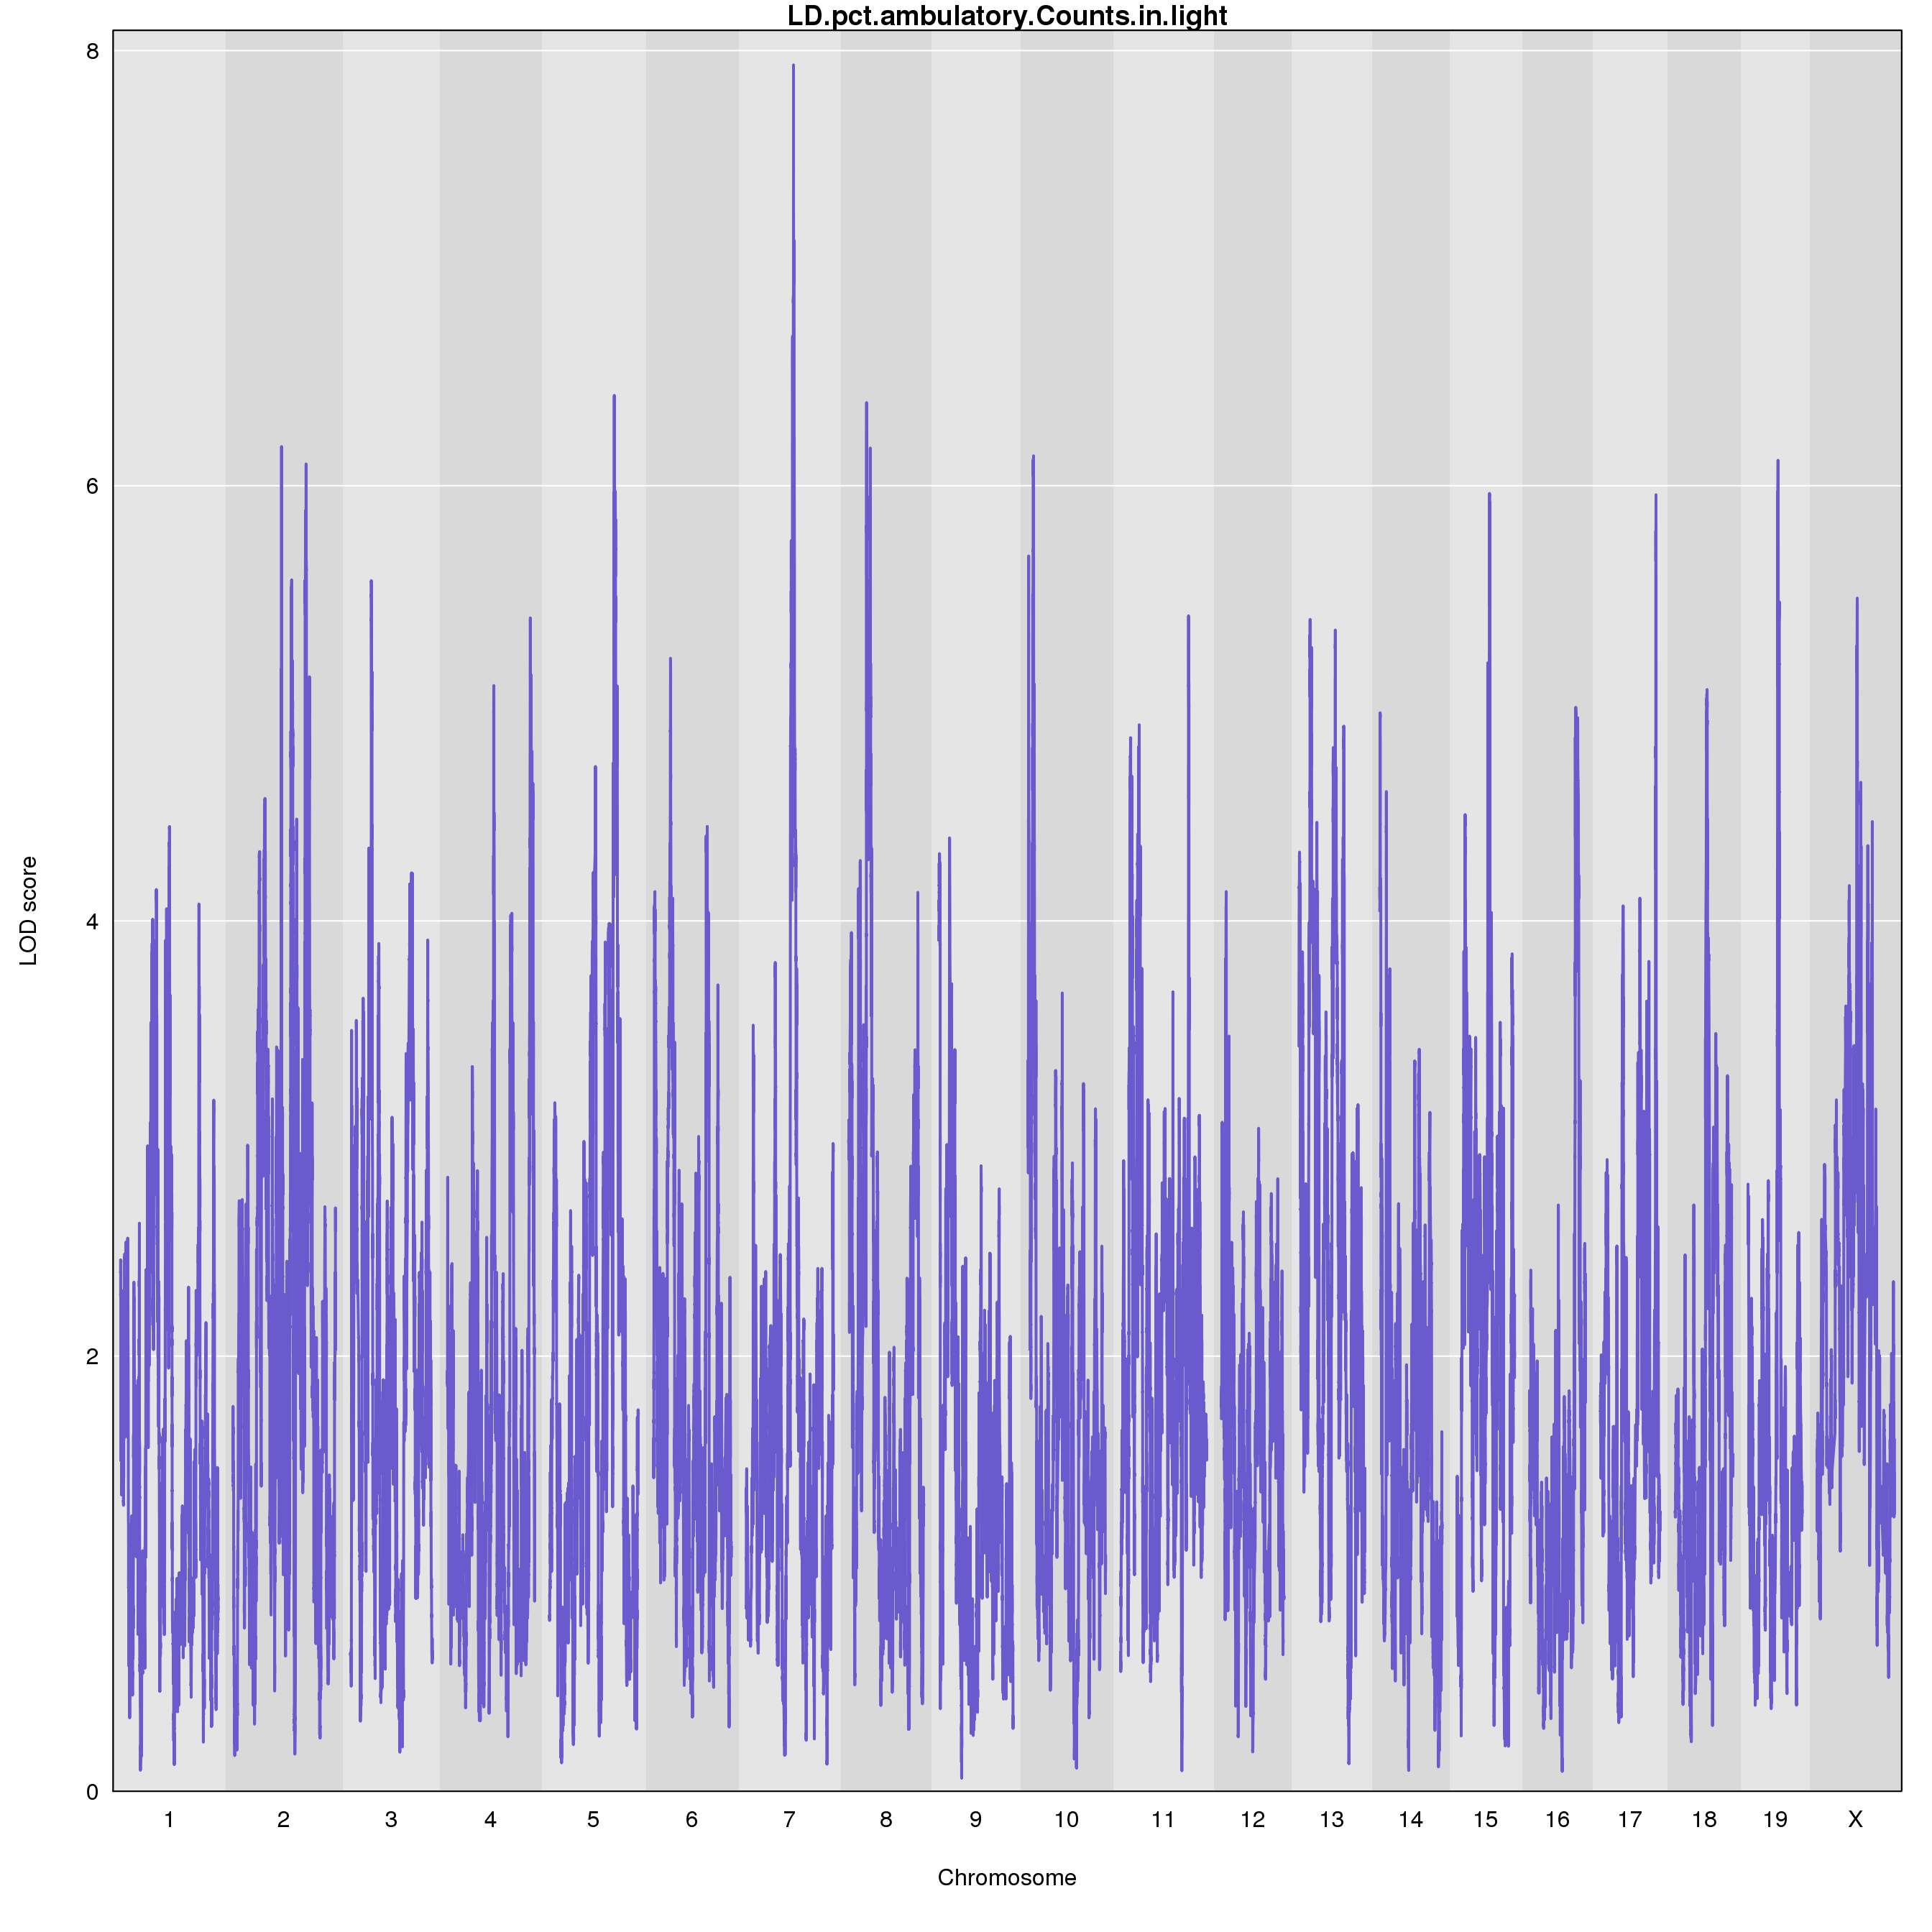 LD.pct.ambulatory.Counts.in.light
8
6
4
2
0
LOD score
1 2 3 4 5 6 7 8 9 10 11 12 13 14 15 16 17 18 19 X
Chromosome